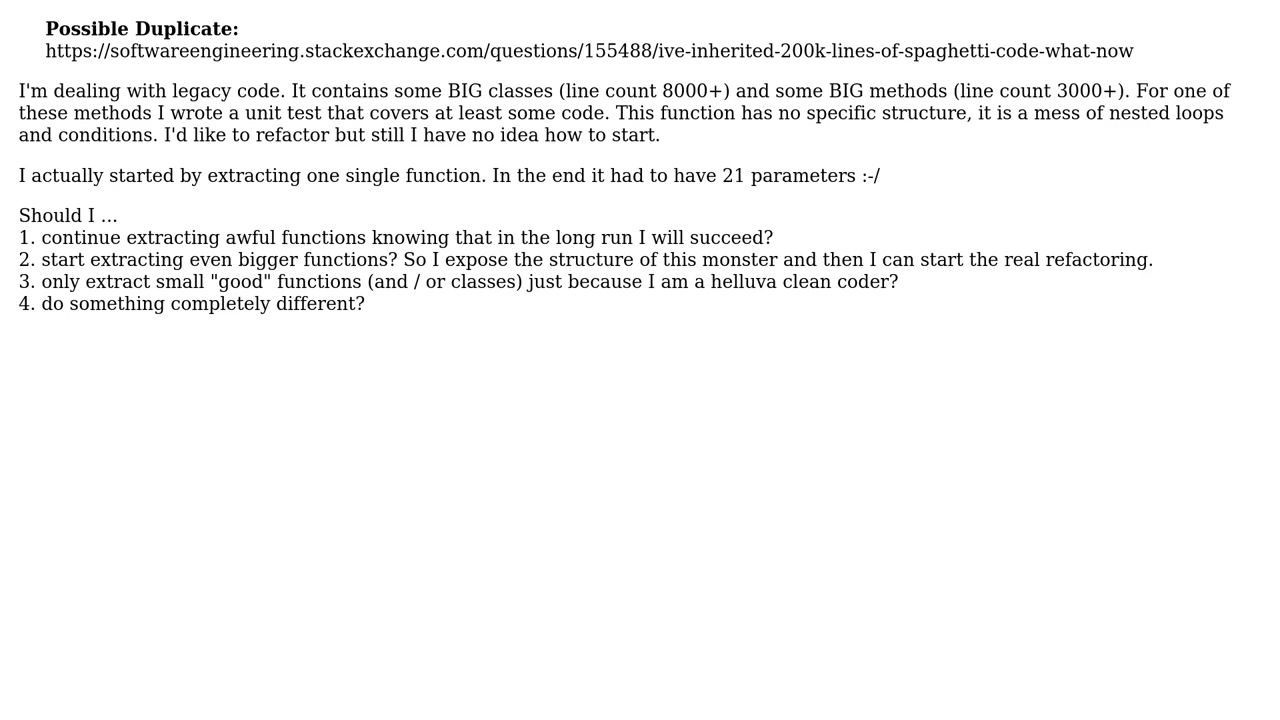 Possible Duplicate:
https://softwareengineering.stackexchange.com/questions/155488/ive-inherited-200k-lines-of-spaghetti-code-what-now
I'm dealing with legacy code. It contains some BIG classes (line count 8000+) and some BIG methods (line count 3000+). For one of
these methods I wrote a unit test that covers at least some code. This function has no specific structure, it is a mess of nested loops
and conditions. I'd like to refactor but still I have no idea how to start.
I actually started by extracting one single function. In the end it had to have 21 parameters :-/
Should I ...
1. continue extracting awful functions knowing that in the long run I will succeed?
2. start extracting even bigger functions? So I expose the structure of this monster and then I can start the real refactoring.
3. only extract small "good" functions (and / or classes) just because I am a helluva clean coder?
4. do something completely different?